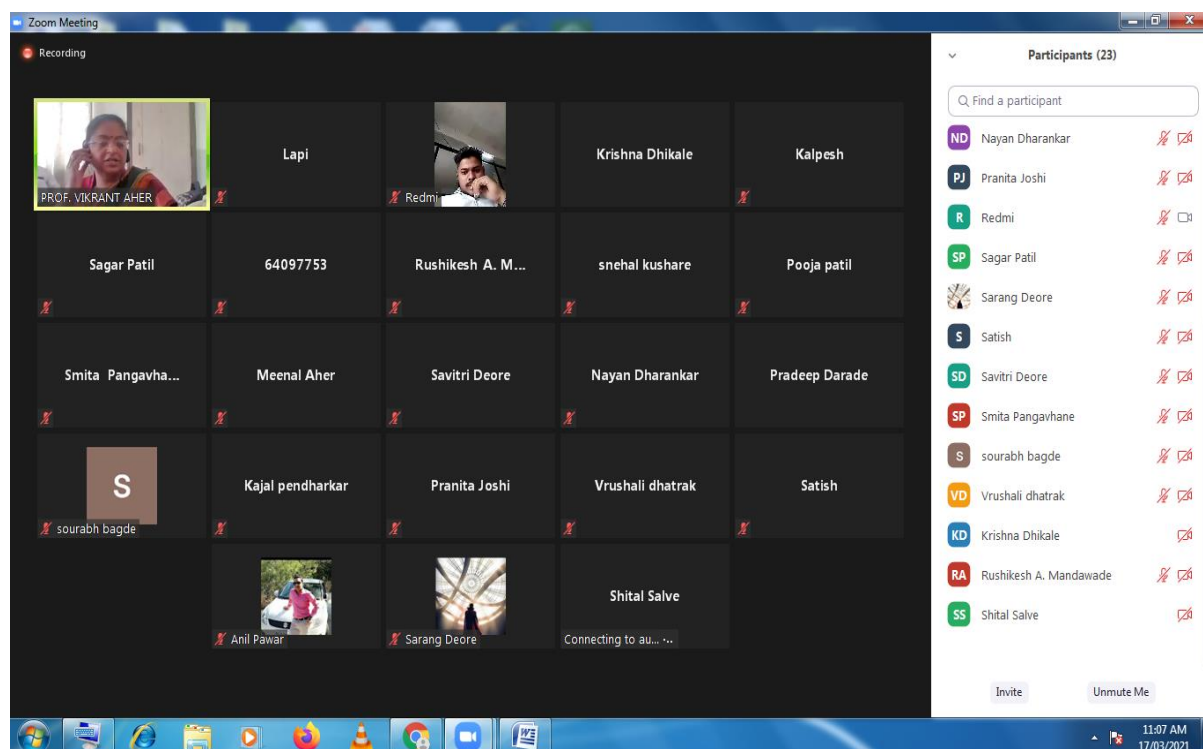 Zoom Meeting
Recording
PROF. VIKRANT AHER
Lapi
Redmi
Krishna Dhikale
Kalpesh
Sagar Patil
64097753
Rushikesh A. M...
snehal kushare
Pooja patil
Smita Pangavha...
Meenal Aher
Savitri Deore
Nayan Dharankar
Pradeep Darade
S
sourabh bagde
Kajal pendharkar
Pranita Joshi
Vrushali dhatrak
Satish
Anil Pawar
Sarang Deore
Shital Salve
Connecting to au... ...
Participants (23)
Find a participant
ND Nayan Dharankar
PJ Pranita Joshi
R Redmi
SP Sagar Patil
Sarang Deore
S Satish
SD Savitri Deore
SP Smita Pangavhane
S sourabh bagde
VD Vrushali dhatrak
KD Krishna Dhikale
RA Rushikesh A. Mandawade
SS Shital Salve
Invite Unmute Me
W
11:07 AM
17/03/2021